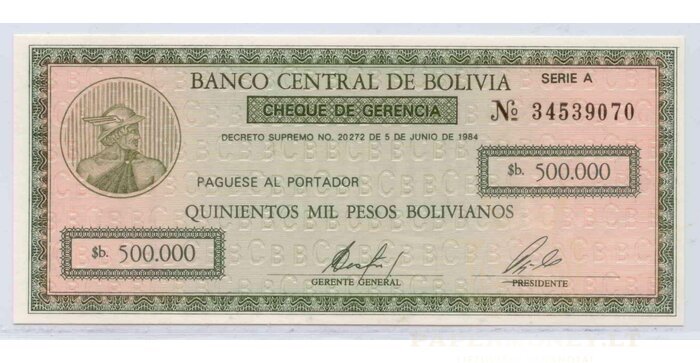 BANCO CENTRAL DE BOLIVIA
SERIE A
CHEQUE DE GERENCIA
No 34539070
DECRETO SUPREMO NO. 20272 DE 5 DE JUNIO DE 1984
$b. 500.000
PAGUESE AL PORTADOR
QUINIENTOS MIL PESOS BOLIVIANOS
$b. 500.000
GERENTE GENERAL
PRESIDENTE